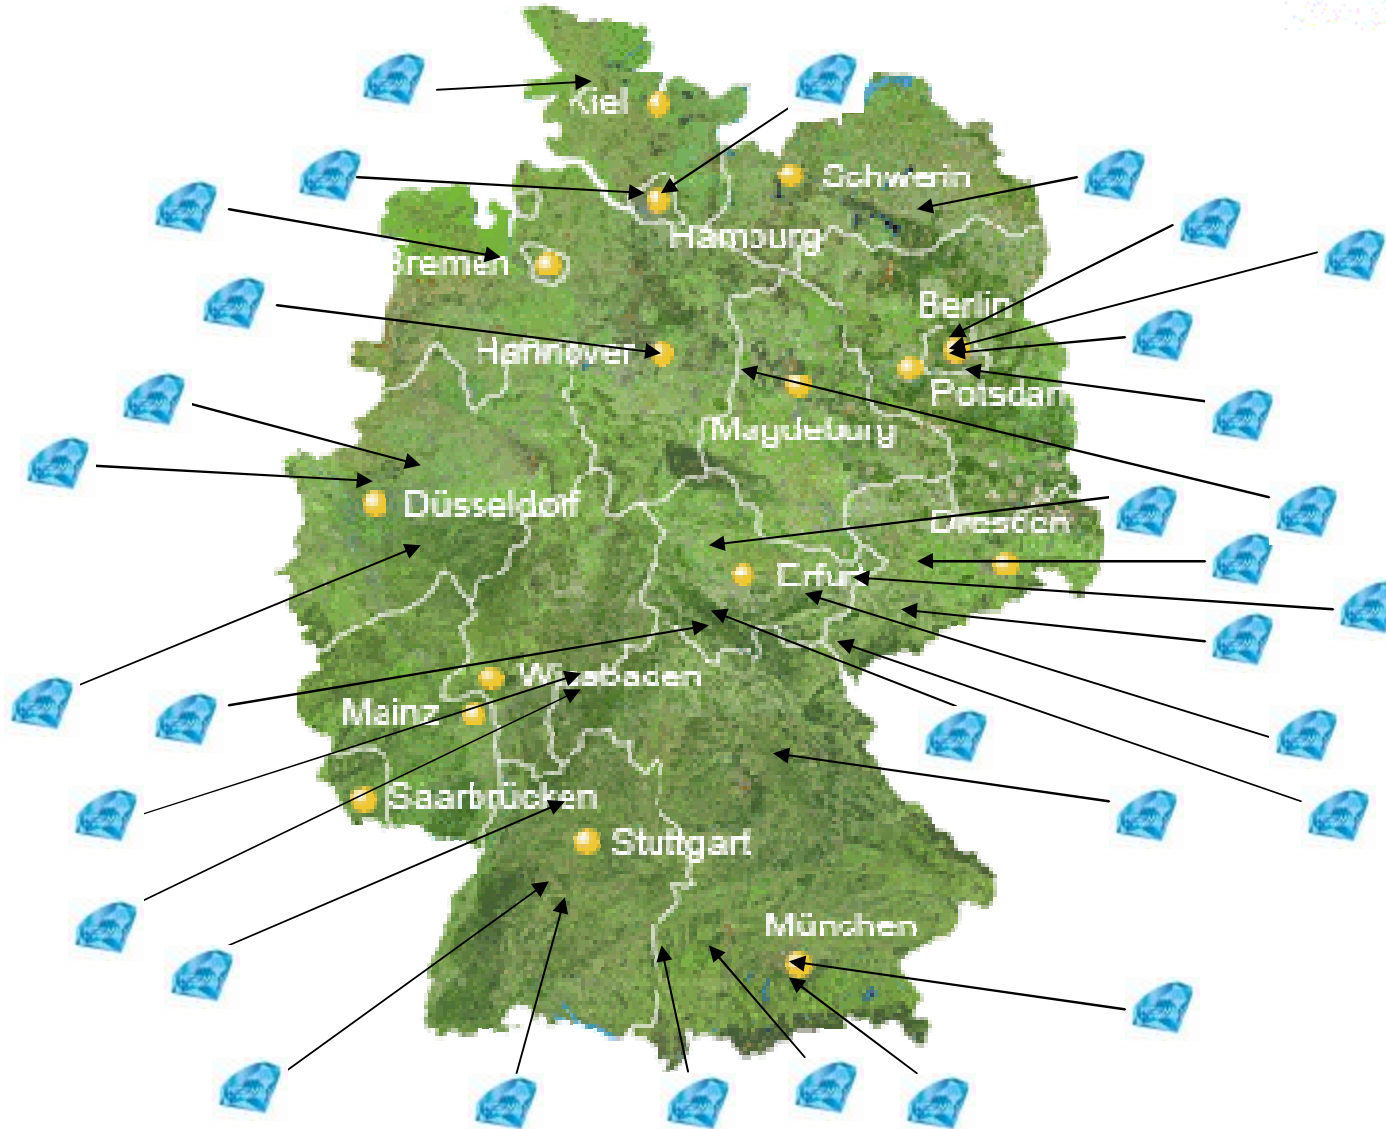 Kiel
Schwerin
Hamburg
Bremen
Berlin
Hannover
Potsdam
Magdeburg
Düsseldorf
Dresden
Erfurt
Wiesbaden
Mainz
Saarbrücken
Stuttgart
München